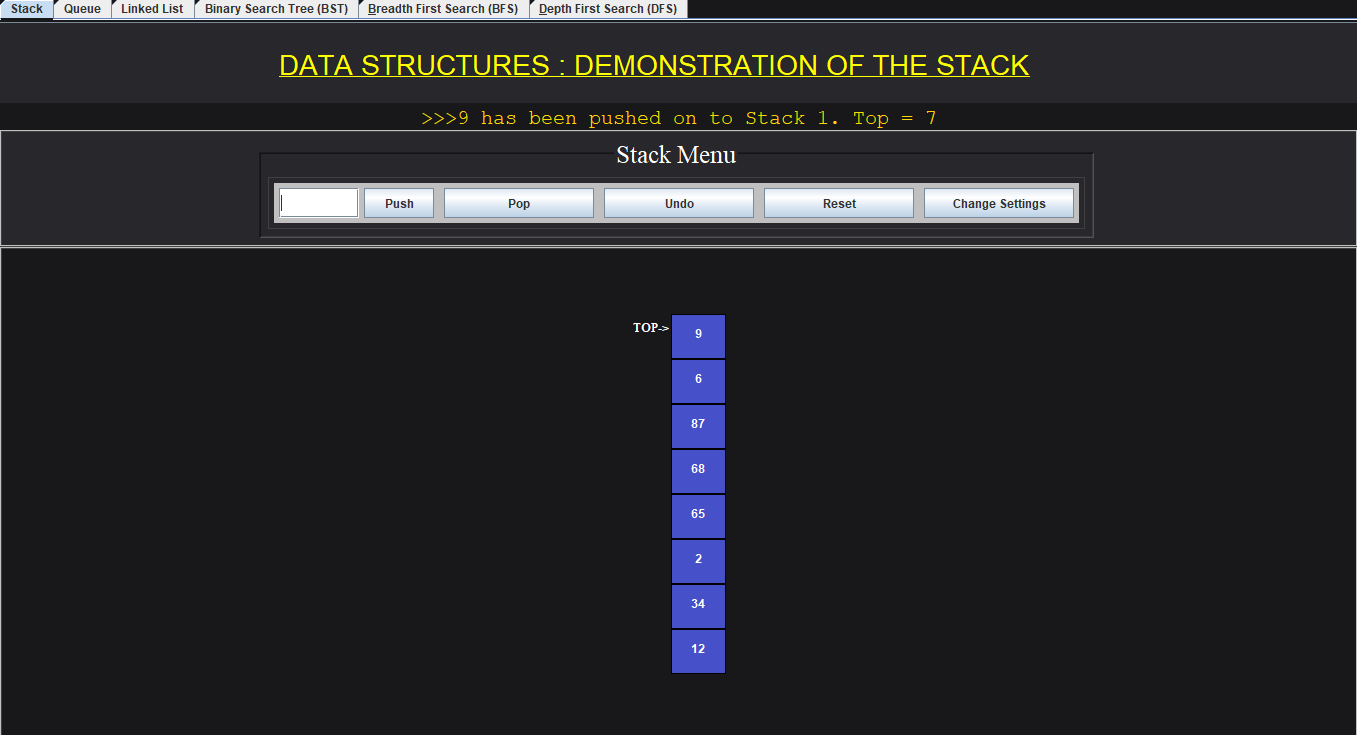 Stack Queue Linked List Binary Search Tree (BST) Breadth First Search (BFS) Depth First Search (DFS)
DATA STRUCTURES : DEMONSTRATION OF THE STACK
>>>9 has been pushed on to Stack 1. Top = 7
Stack Menu
Push Pop Undo Reset Change Settings
TOP-> 9
6
87
68
65
2
34
12